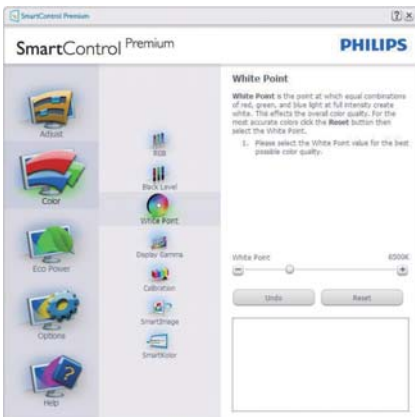 SmartControl Premium
SmartControl Premium
PHILIPS
Adjust
Color
Eco Power
Options
Help
RGB
Black Level
White Point
Display Gamma
Calibration
SmartImage
SmartKolor
White Point
White Point is the point at which equal combinations
of red, green, and blue light at full intensity create
white. This effects the overall color quality. For the
most accurate colors click the Reset button then
select the White Point.
1. Please select the White Point value for the best
possible color quality.
White Point 6500K
Undo
Reset